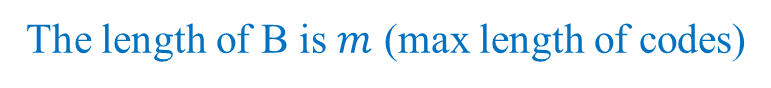 The length of B is m (max length of codes)